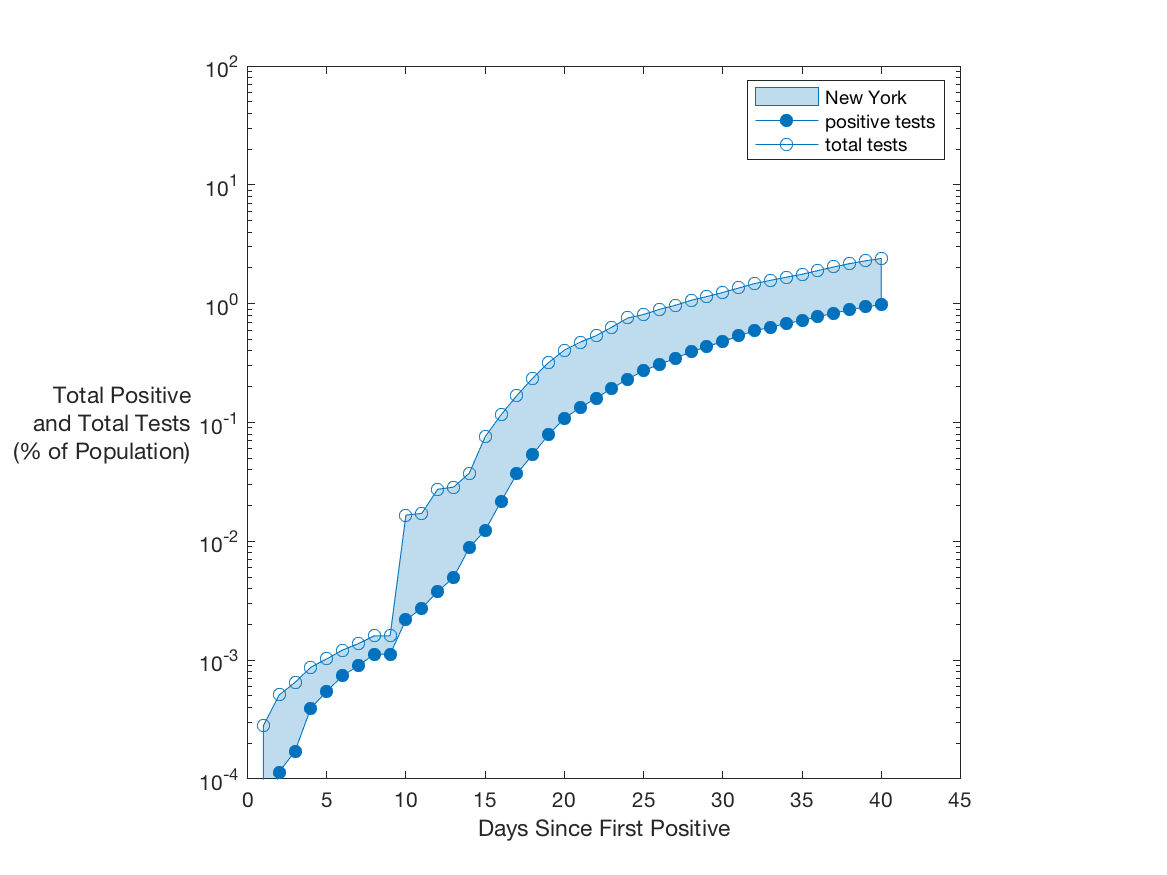 10^2
10^1
10^0
10^-1
10^-2
10^-3
10^-4
Total Positive
and Total Tests
(% of Population)
New York
positive tests
total tests
0 5 10 15 20 25 30 35 40 45
Days Since First Positive